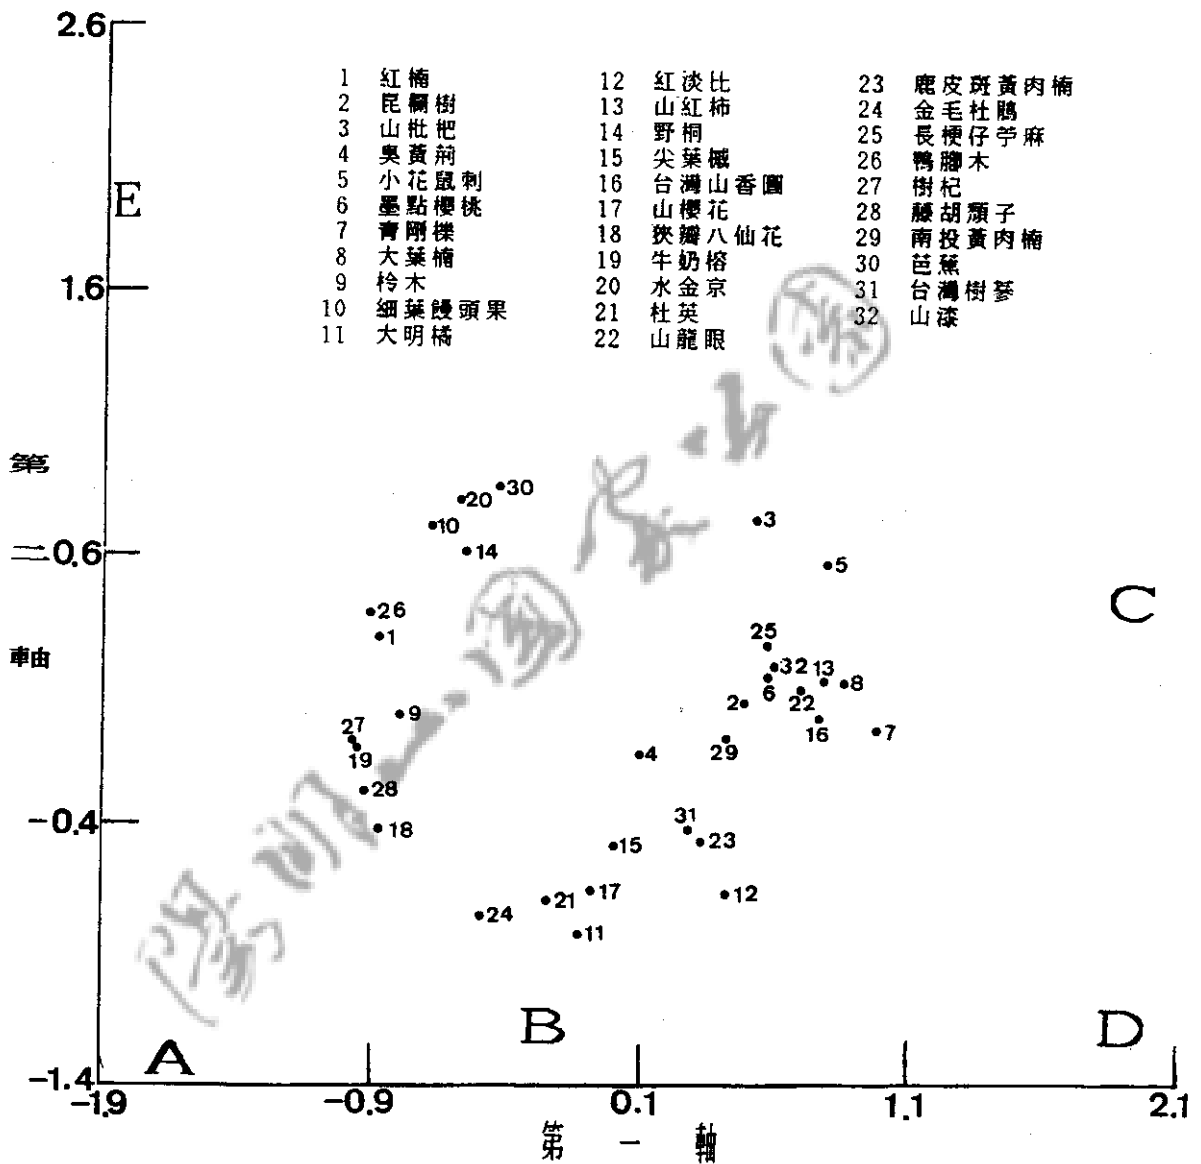 2.6
1 紅楠
2 昆欄樹
3 山枇杷
4 奧黃荊
5 小花鼠刺
6 墨點櫻桃
7 青剛櫟
8 大葉楠
9 柃木
10 細葉饅頭果
11 大明橘
12 紅淡比
13 山紅柿
14 野桐
15 尖葉槭
16 台灣山香圓
17 山櫻花
18 狹瓣八仙花
19 牛奶榕
20 水金京
21 杜英
22 山龍眼
23 鹿皮斑黃肉楠
24 金毛杜鵑
25 長梗仔苧麻
26 鴨腳木
27 樹杞
28 藤胡頹子
29 南投黃肉楠
30 芭蕉
31 台灣樹蔘
32 山漆
E
1.6
第二軸
0.6
-0.4
-1.4
30
20
10
14
3
5
26
1
25
32
13
8
6
22
2
9
16
7
27
19
29
4
28
18
31
23
15
17
12
21
24
11
C
A
B
D
-1.9
-0.9
0.1
1.1
2.1
第一軸